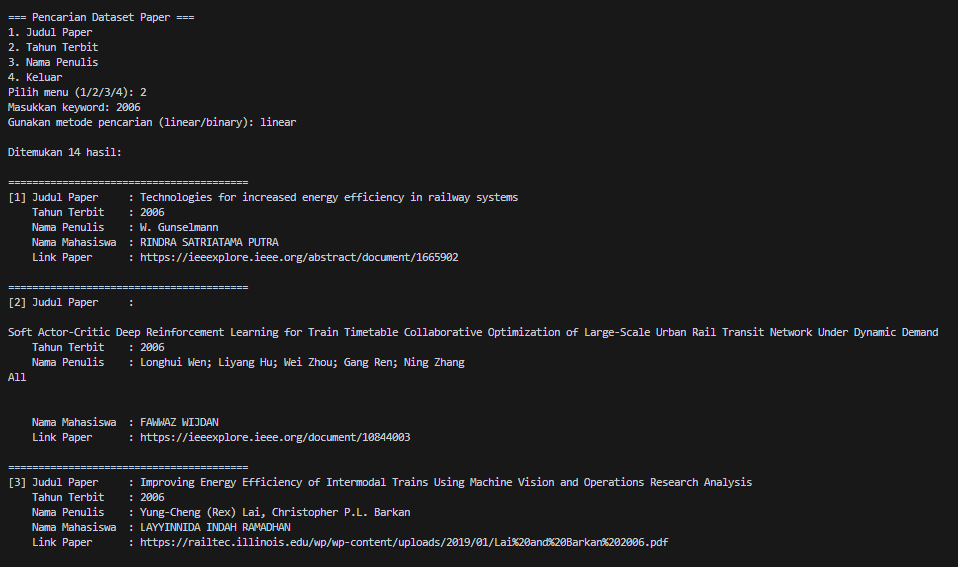 === Pencarian Dataset Paper ===
1. Judul Paper
2. Tahun Terbit
3. Nama Penulis
4. Keluar
Pilih menu (1/2/3/4): 2
Masukkan keyword: 2006
Gunakan metode pencarian (linear/binary): linear
Ditemukan 14 hasil:
========================================
[1] Judul Paper : Technologies for increased energy efficiency in railway systems
Tahun Terbit : 2006
Nama Penulis : W. Gunselmann
Nama Mahasiswa : RINDRA SATRIATAMA PUTRA
Link Paper : https://ieeexplore.ieee.org/abstract/document/1665902
========================================
[2] Judul Paper :
Soft Actor-Critic Deep Reinforcement Learning for Train Timetable Collaborative Optimization of Large-Scale Urban Rail Transit Network Under Dynamic Demand
Tahun Terbit : 2006
Nama Penulis : Longhui Wen; Liyang Hu; Wei Zhou; Gang Ren; Ning Zhang
All
Nama Mahasiswa : FAWWAZ WIJDAN
Link Paper : https://ieeexplore.ieee.org/document/10844003
========================================
[3] Judul Paper : Improving Energy Efficiency of Intermodal Trains Using Machine Vision and Operations Research Analysis
Tahun Terbit : 2006
Nama Penulis : Yung-Cheng (Rex) Lai, Christopher P.L. Barkan
Nama Mahasiswa : LAYYINNIDA INDAH RAMADHAN
Link Paper : https://railtec.illinois.edu/wp/wp-content/uploads/2019/01/Lai%20and%20Barkan%202006.pdf